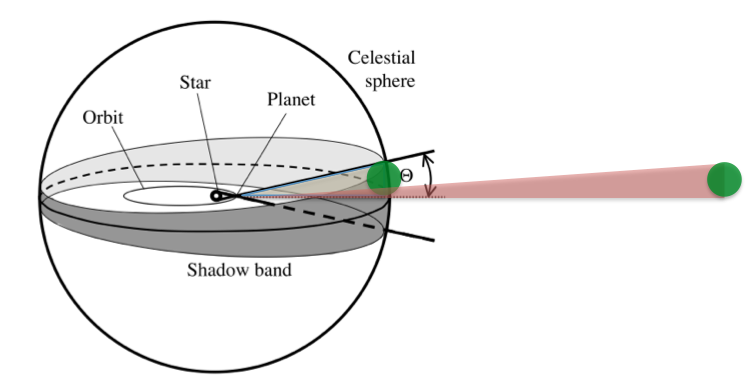 Celestial
sphere
Star
Planet
Orbit
Θ
Shadow band